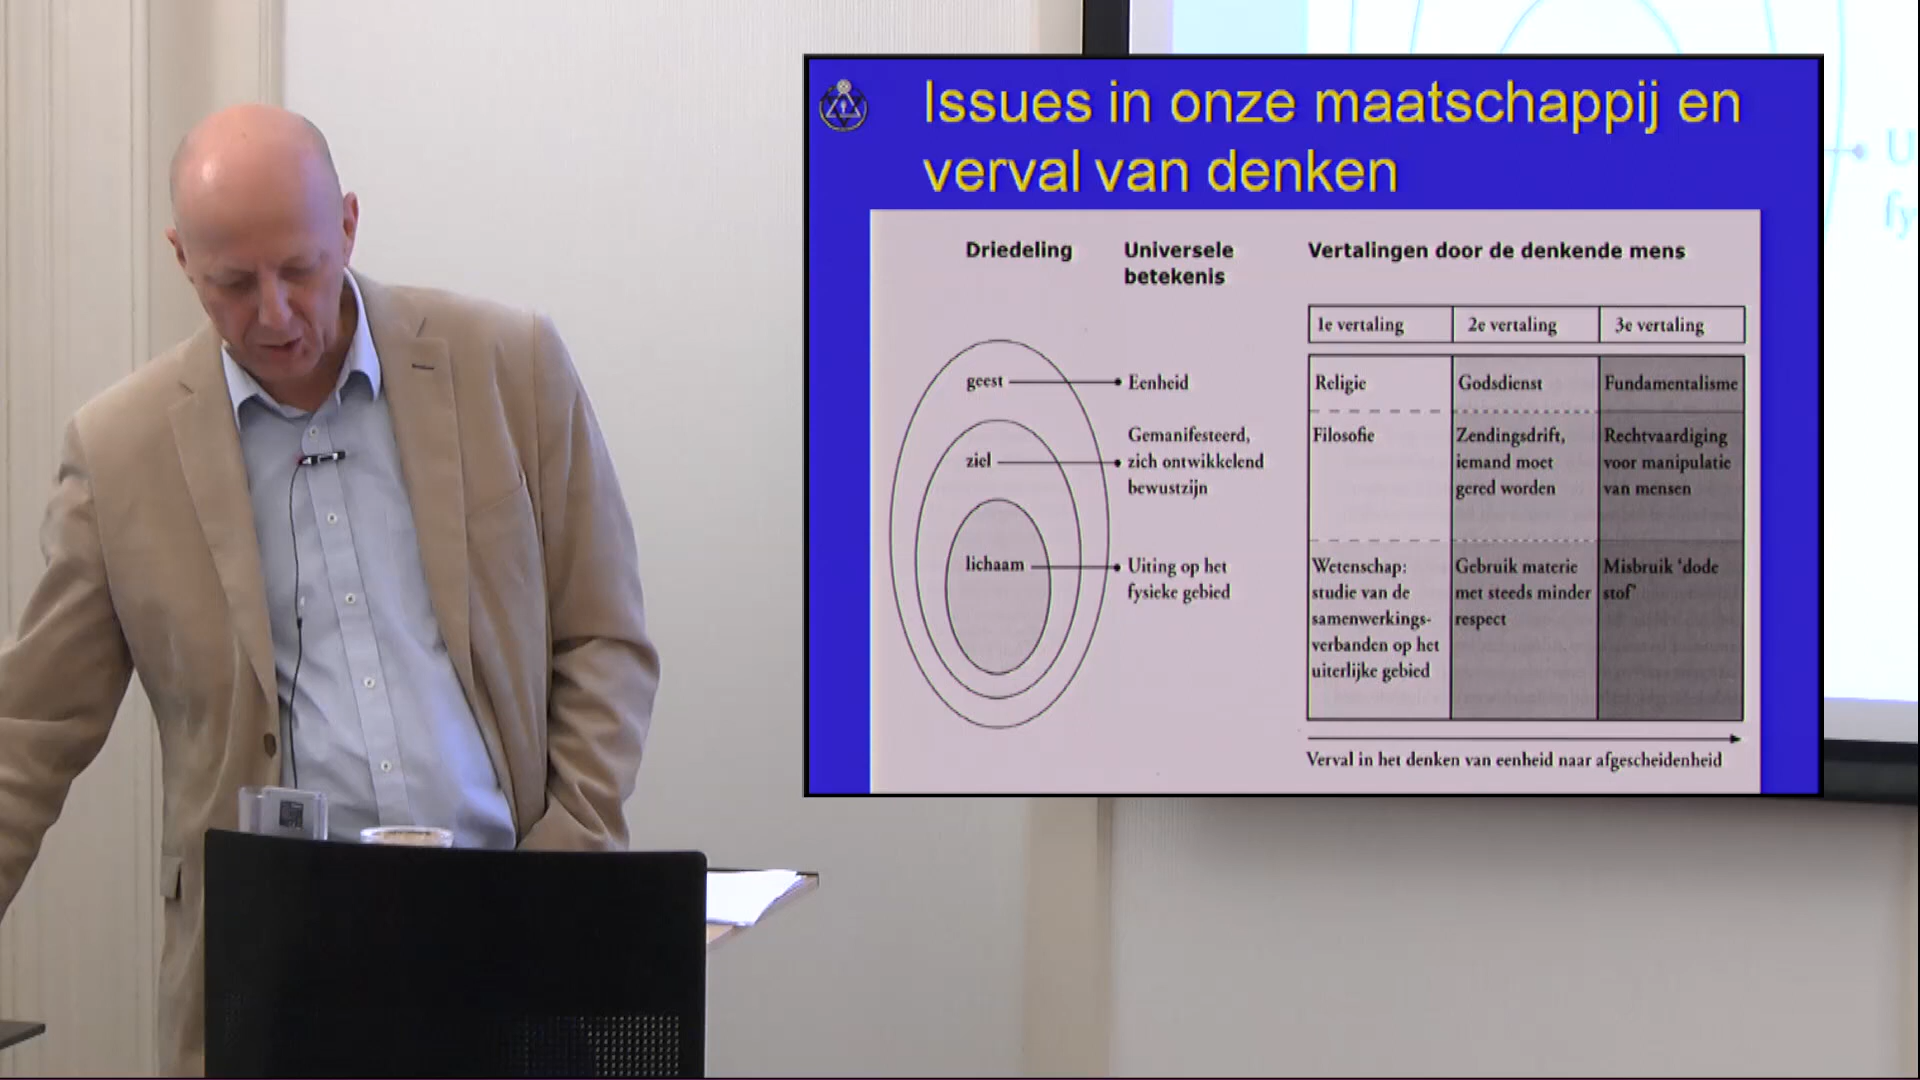 Issues in onze maatschappij en
verval van denken
Driedeling
Universele
betekenis
Vertalingen door de denkende mens
1e vertaling
2e vertaling
3e vertaling
geest
Eenheid
Religie
Godsdienst
Fundamentalisme
ziel
Gemanifesteerd,
zich ontwikkelend
bewustzijn
Filosofie
Zendingsdrift,
iemand moet
gered worden
Rechtvaardiging
voor manipulatie
van mensen
lichaam
Uiting op het
fysieke gebied
Wetenschap:
studie van de
samenwerkings-
verbanden op het
uiterlijke gebied
Gebruik materie
met steeds minder
respect
Misbruik 'dode
stof'
Verval in het denken van eenheid naar afgescheidenheid
U
fy